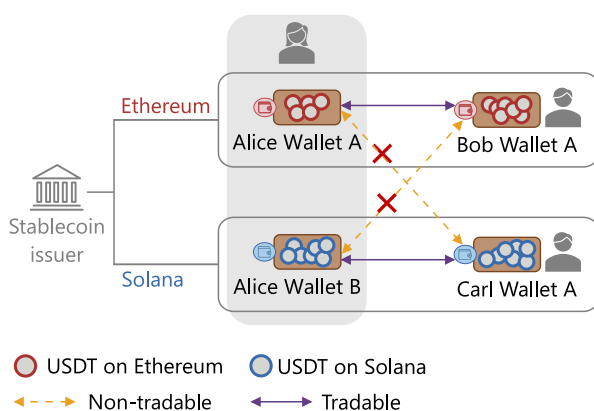 Ethereum
Alice Wallet A
Bob Wallet A
Stablecoin
issuer
Solana
Alice Wallet B
Carl Wallet A
USDT on Ethereum
USDT on Solana
Non-tradable
Tradable